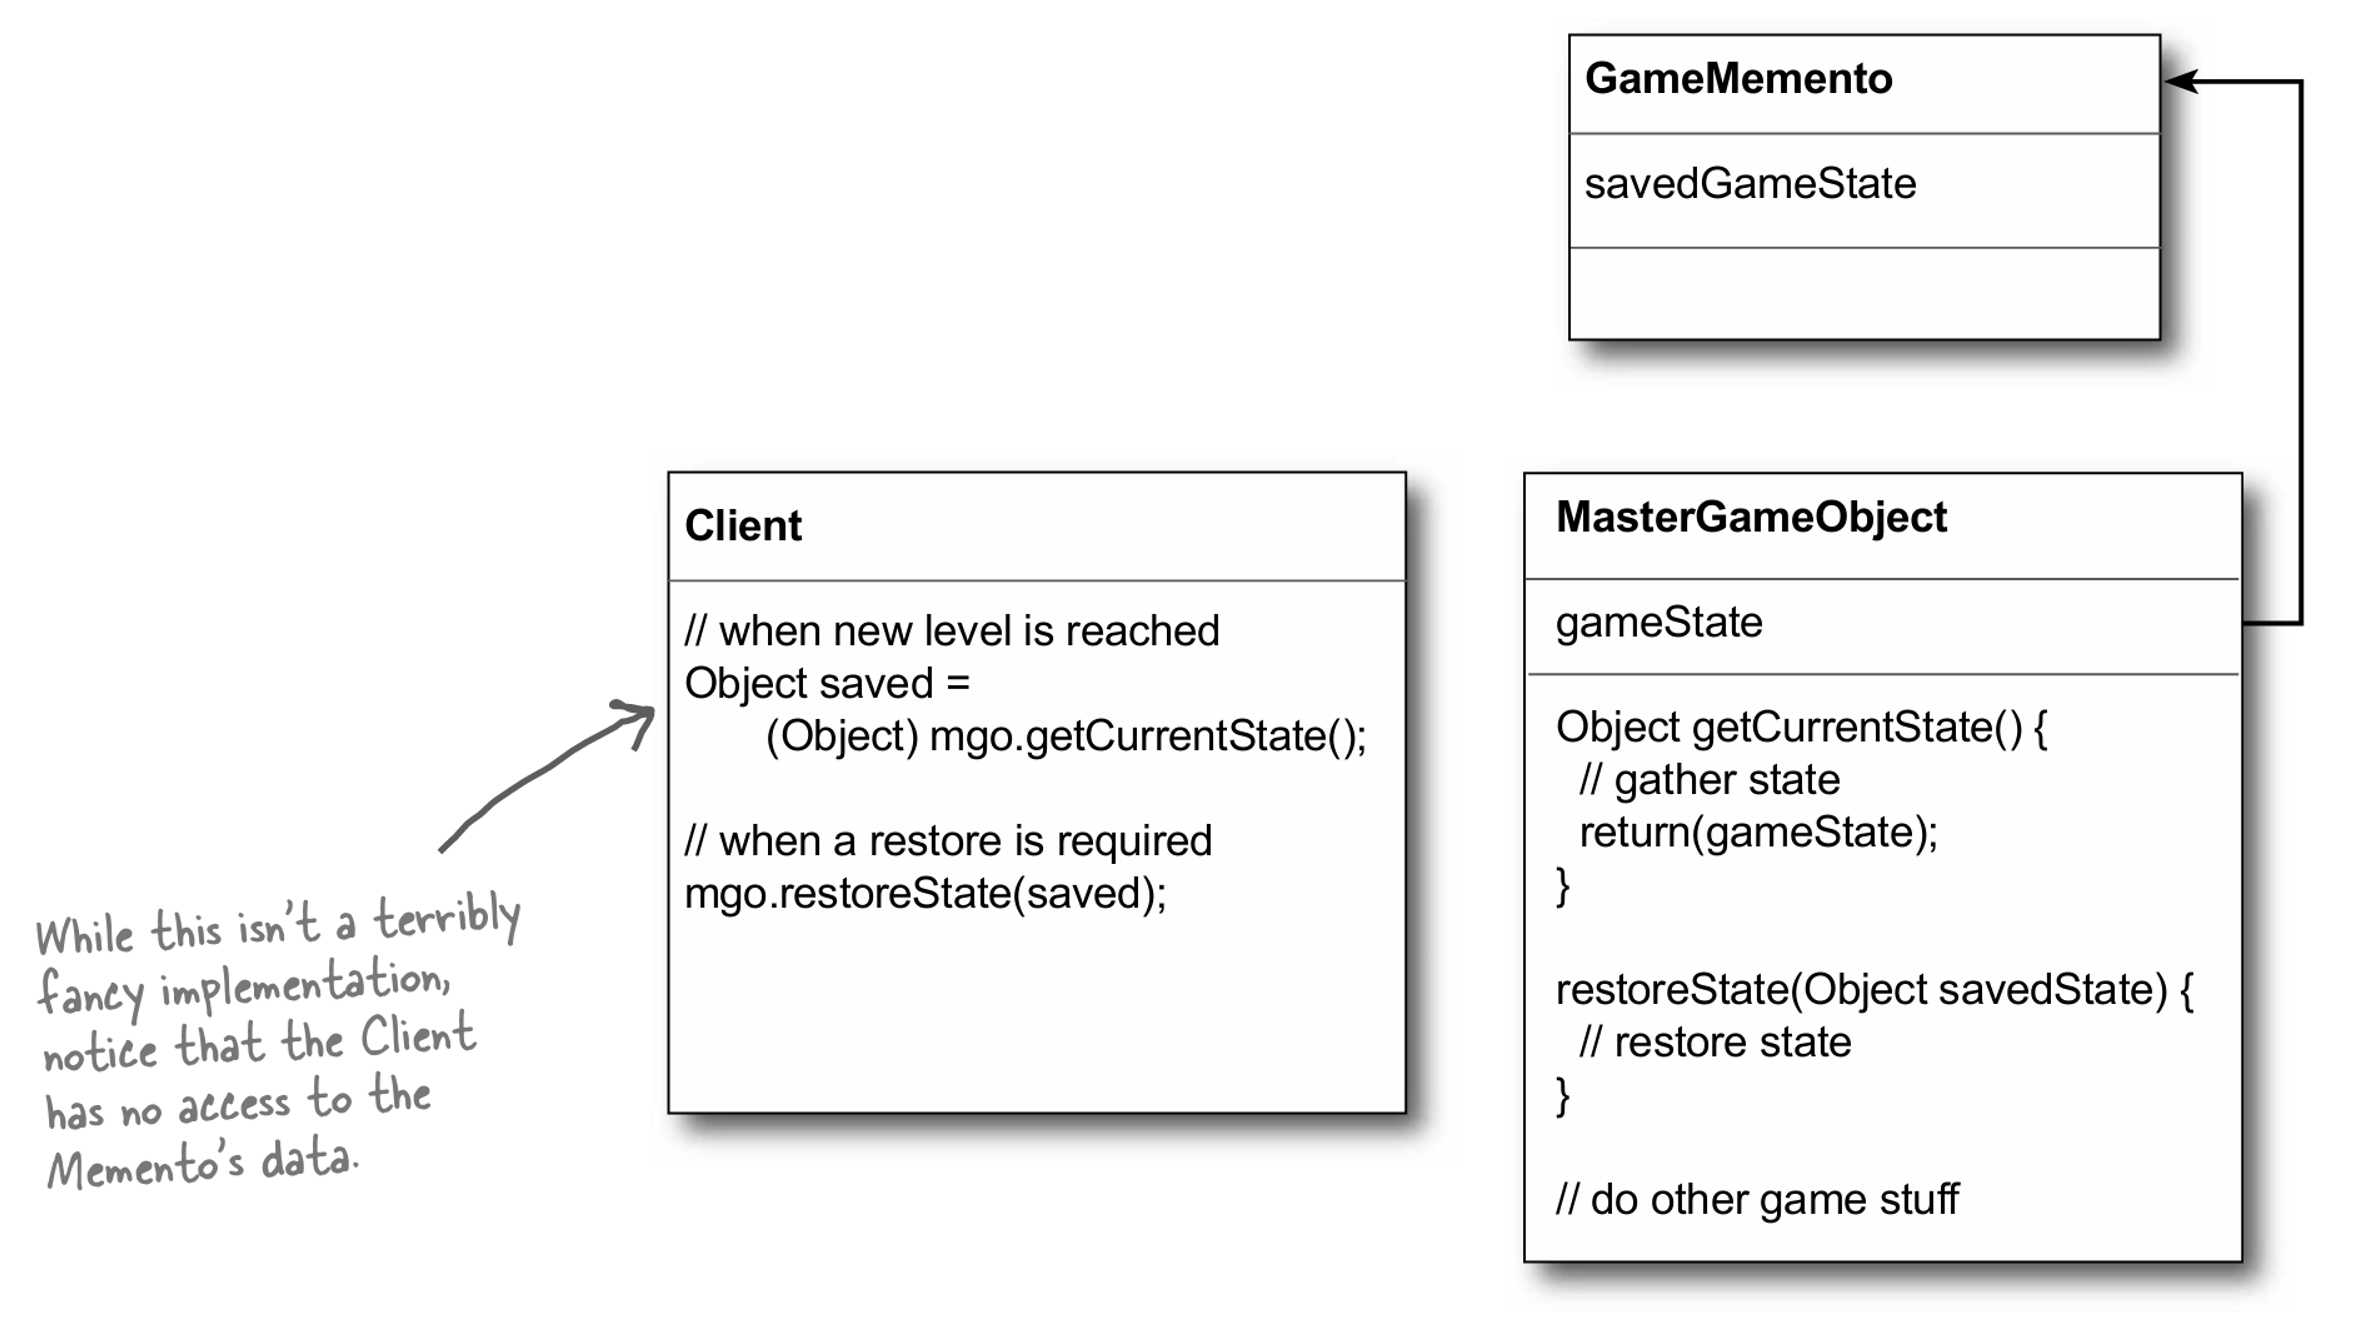 GameMemento
savedGameState
Client
// when new level is reached
Object saved =
(Object) mgo.getCurrentState();
// when a restore is required
mgo.restoreState(saved);
MasterGameObject
gameState
Object getCurrentState() {
// gather state
return(gameState);
}
restoreState(Object savedState) {
// restore state
}
// do other game stuff
While this isn't a terribly
fancy implementation,
notice that the Client
has no access to the
Memento's data.